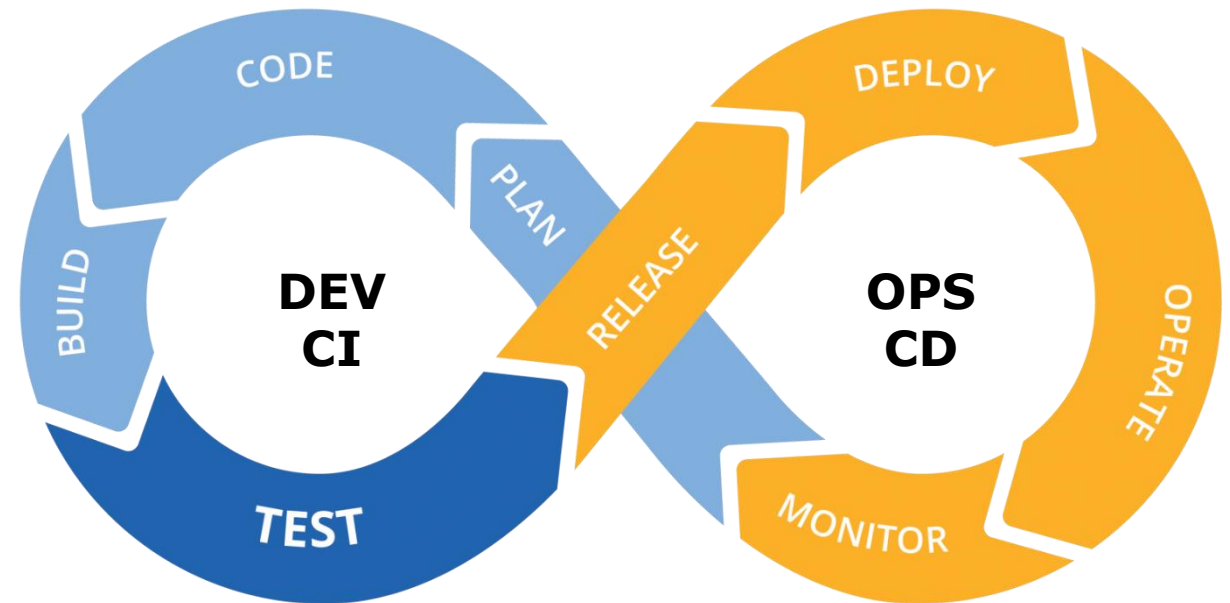 CODE
DEPLOY
PLAN
RELEASE
BUILD
DEV
CI
OPS
CD
OPERATE
TEST
MONITOR